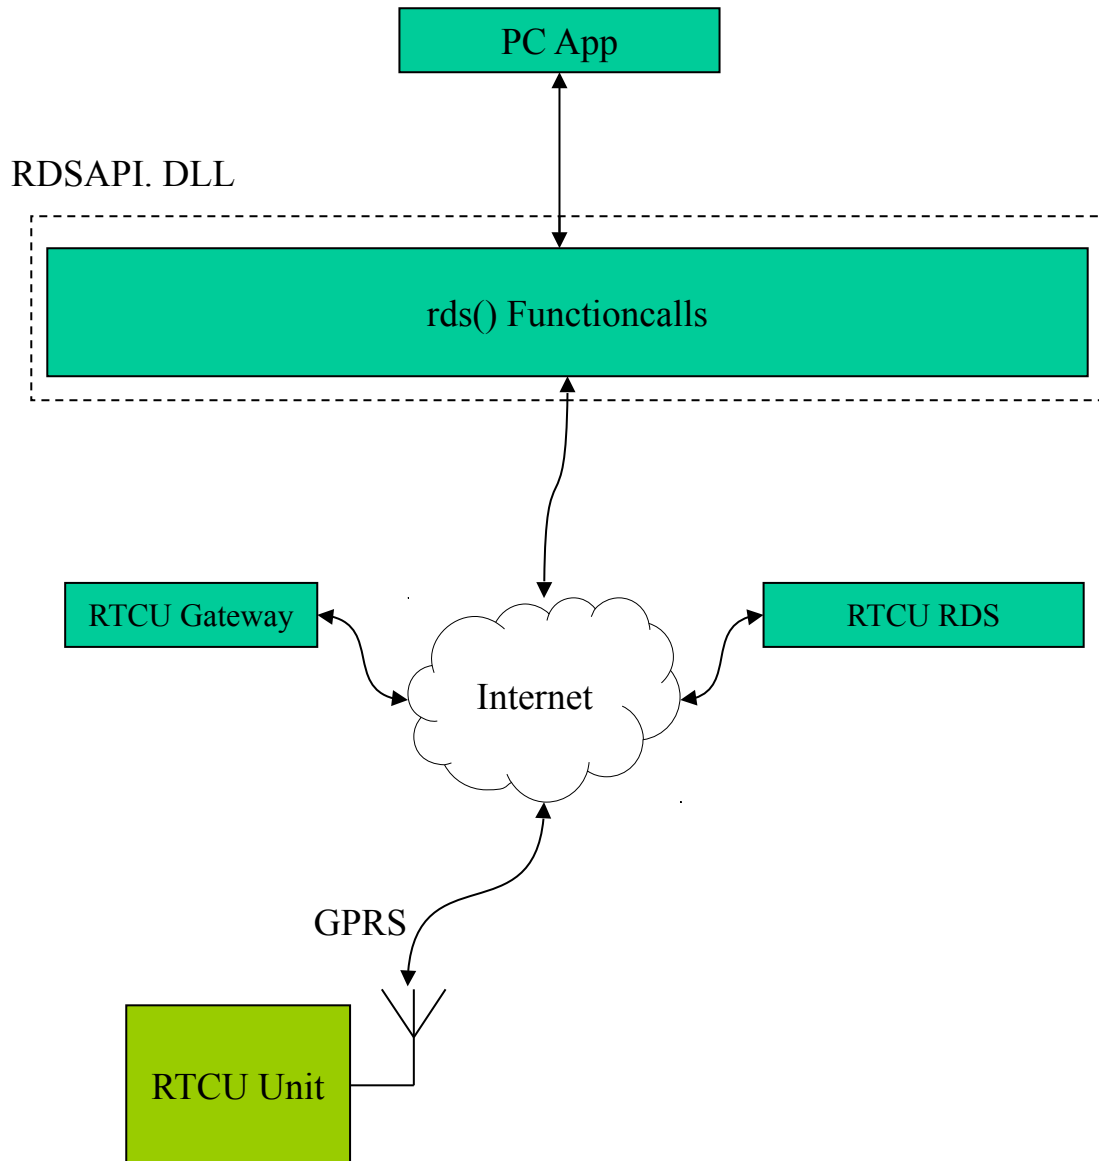 PC App
RDSAPI. DLL
rds() Functioncalls
RTCU Gateway
RTCU RDS
Internet
GPRS
RTCU Unit